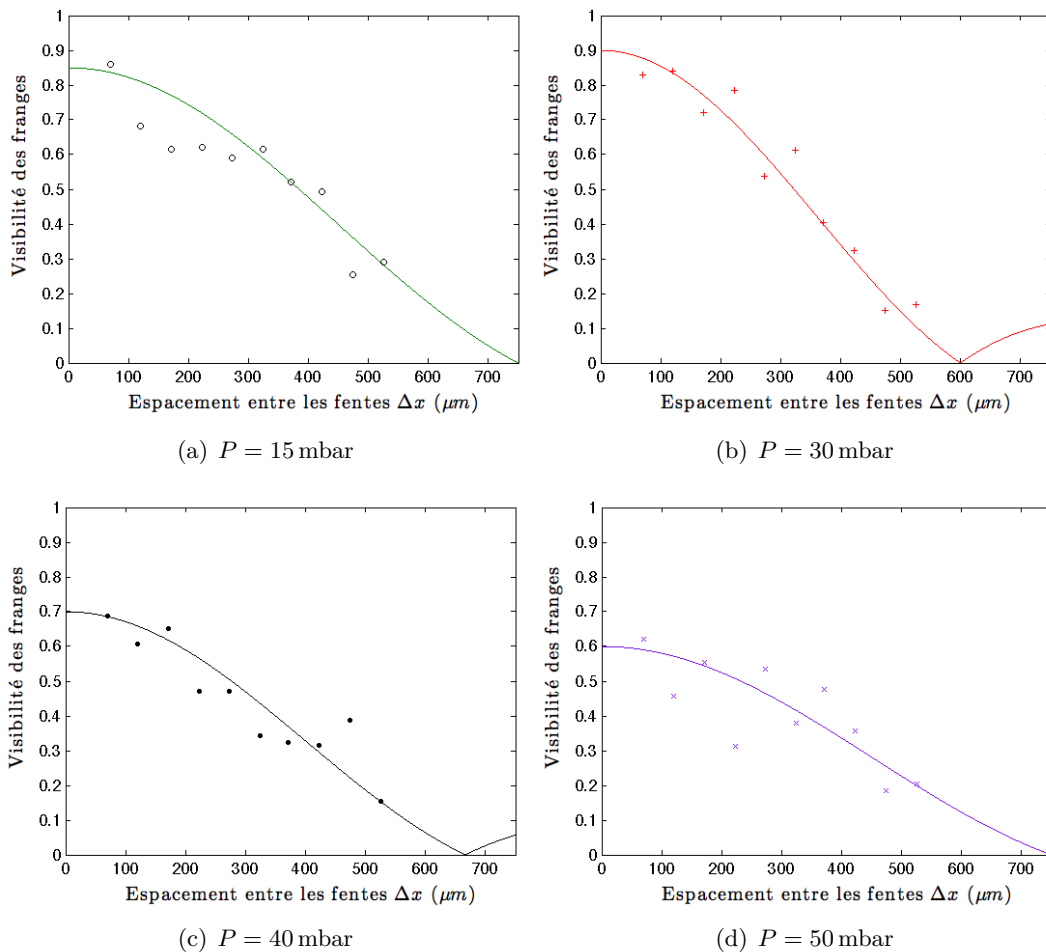 1
0.9
0.8
0.7
0.6
0.5
0.4
0.3
0.2
0.1
0
Visibilité des franges
0 100 200 300 400 500 600 700
Espacement entre les fentes Δx (μm)
(a) P = 15 mbar
1
0.9
0.8
0.7
0.6
0.5
0.4
0.3
0.2
0.1
0
Visibilité des franges
0 100 200 300 400 500 600 700
Espacement entre les fentes Δx (μm)
(b) P = 30 mbar
1
0.9
0.8
0.7
0.6
0.5
0.4
0.3
0.2
0.1
0
Visibilité des franges
0 100 200 300 400 500 600 700
Espacement entre les fentes Δx (μm)
(c) P = 40 mbar
1
0.9
0.8
0.7
0.6
0.5
0.4
0.3
0.2
0.1
0
Visibilité des franges
0 100 200 300 400 500 600 700
Espacement entre les fentes Δx (μm)
(d) P = 50 mbar